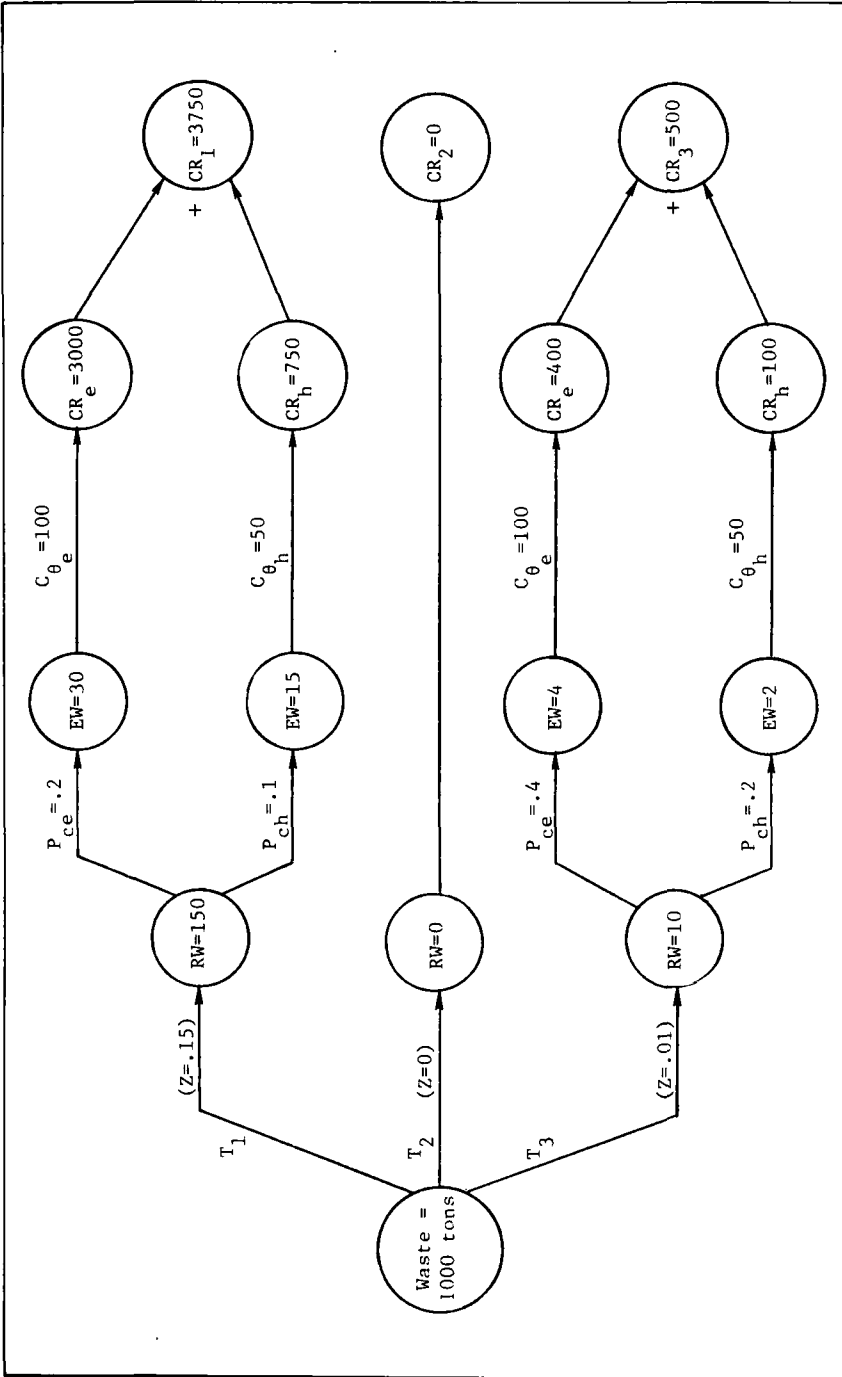 Waste =
1000 tons
T1
(Z=.15)
RW=150
Pce=.2
EW=30
Cθe=100
CRe=3000
Pch=.1
EW=15
Cθh=50
CRh=750
+
CR1=3750
T2
(Z=0)
RW=0
CR2=0
T3
(Z=.01)
RW=10
Pce=.4
EW=4
Cθe=100
CRe=400
Pch=.2
EW=2
Cθh=50
CRh=100
+
CR3=500